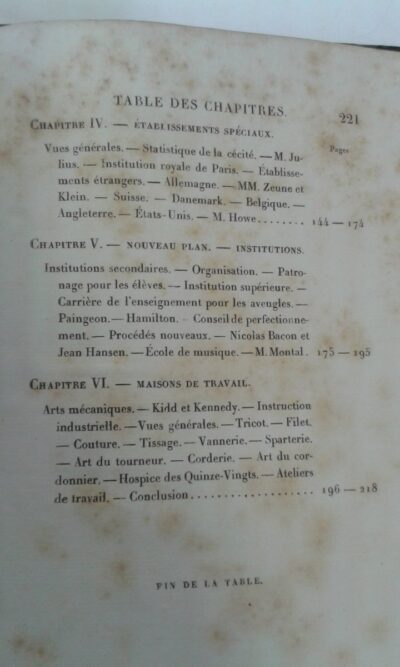 TABLE DES CHAPITRES. 221
CHAPITRE IV. — ÉTABLISSEMENTS SPÉCIAUX.
Pages
Vues générales. — Statistique de la cécité. — M. Ju-
lius. — Institution royale de Paris. — Établisse-
ments étrangers. — Allemagne. — MM. Zeune et
Klein. — Suisse. — Danemark. — Belgique. —
Angleterre. — États-Unis. — M. Howe........ 144 — 174
CHAPITRE V. — NOUVEAU PLAN. — INSTITUTIONS.
Institutions secondaires. — Organisation. — Patro-
nage pour les élèves. — Institution supérieure. —
Carrière de l'enseignement pour les aveugles. —
Paingeon. — Hamilton. — Conseil de perfectionne-
ment. — Procédés nouveaux. — Nicolas Bacon et
Jean Hansen. — École de musique. — M. Montal. 175 — 195
CHAPITRE VI. — MAISONS DE TRAVAIL.
Arts mécaniques. — Kidd et Kennedy. — Instruction
industrielle. — Vues générales. — Tricot. — Filet.
— Couture. — Tissage. — Vannerie. — Sparterie.
— Art du tourneur. — Corderie. — Art du cor-
donnier. — Hospice des Quinze-Vingts. — Ateliers
de travail. — Conclusion.................... 196 — 218
FIN DE LA TABLE.